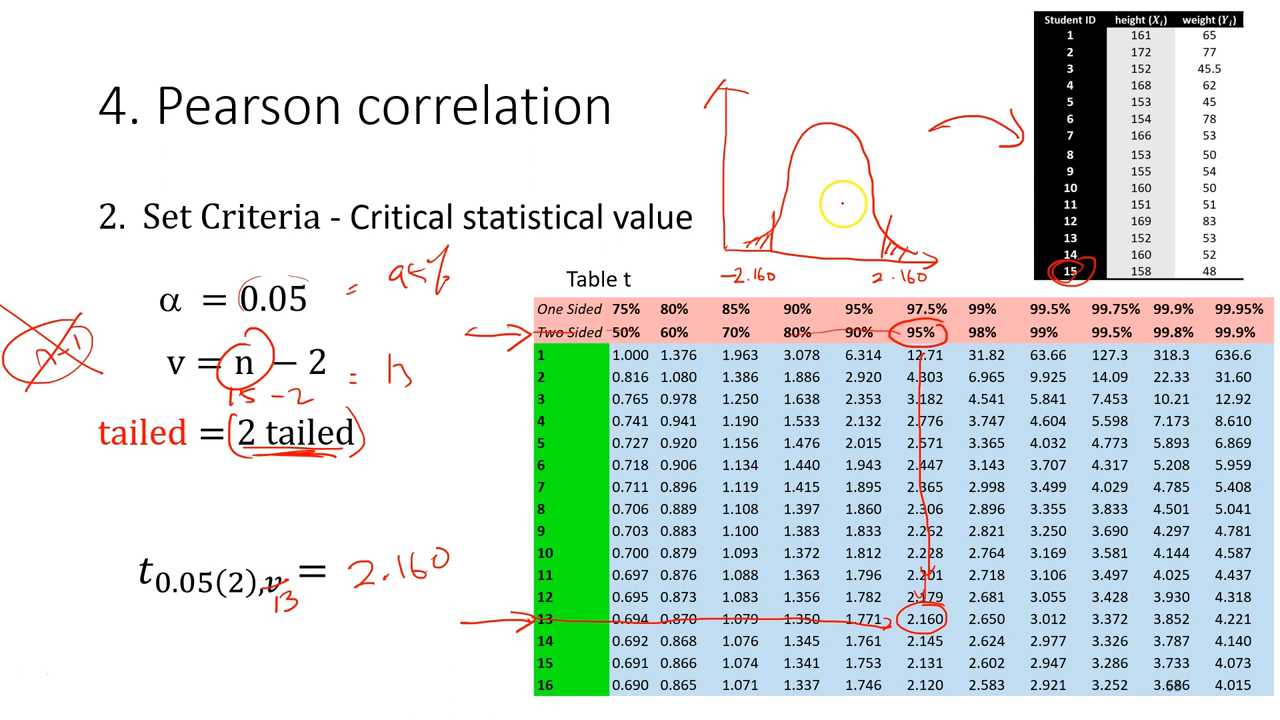 4. Pearson correlation
2. Set Criteria - Critical statistical value
α = 0.05 = 95%
n-1
v = n − 2 = 13
15 - 2
tailed = (2 tailed)
t0.05(2),v = 2.160
13
-2.160 2.160
Student ID height (Xi) weight (Yi)
1 161 65
2 172 77
3 152 45.5
4 168 62
5 153 45
6 154 78
7 166 53
8 153 50
9 155 54
10 160 50
11 151 51
12 169 83
13 152 53
14 160 52
15 158 48
Table t
One Sided 75% 80% 85% 90% 95% 97.5% 99% 99.5% 99.75% 99.9% 99.95%
Two Sided 50% 60% 70% 80% 90% 95% 98% 99% 99.5% 99.8% 99.9%
1 1.000 1.376 1.963 3.078 6.314 12.71 31.82 63.66 127.3 318.3 636.6
2 0.816 1.080 1.386 1.886 2.920 4.303 6.965 9.925 14.09 22.33 31.60
3 0.765 0.978 1.250 1.638 2.353 3.182 4.541 5.841 7.453 10.21 12.92
4 0.741 0.941 1.190 1.533 2.132 2.776 3.747 4.604 5.598 7.173 8.610
5 0.727 0.920 1.156 1.476 2.015 2.571 3.365 4.032 4.773 5.893 6.869
6 0.718 0.906 1.134 1.440 1.943 2.447 3.143 3.707 4.317 5.208 5.959
7 0.711 0.896 1.119 1.415 1.895 2.365 2.998 3.499 4.029 4.785 5.408
8 0.706 0.889 1.108 1.397 1.860 2.306 2.896 3.355 3.833 4.501 5.041
9 0.703 0.883 1.100 1.383 1.833 2.262 2.821 3.250 3.690 4.297 4.781
10 0.700 0.879 1.093 1.372 1.812 2.228 2.764 3.169 3.581 4.144 4.587
11 0.697 0.876 1.088 1.363 1.796 2.201 2.718 3.106 3.497 4.025 4.437
12 0.695 0.873 1.083 1.356 1.782 2.179 2.681 3.055 3.428 3.930 4.318
13 0.694 0.870 1.079 1.350 1.771 2.160 2.650 3.012 3.372 3.852 4.221
14 0.692 0.868 1.076 1.345 1.761 2.145 2.624 2.977 3.326 3.787 4.140
15 0.691 0.866 1.074 1.341 1.753 2.131 2.602 2.947 3.286 3.733 4.073
16 0.690 0.865 1.071 1.337 1.746 2.120 2.583 2.921 3.252 3.686 4.015